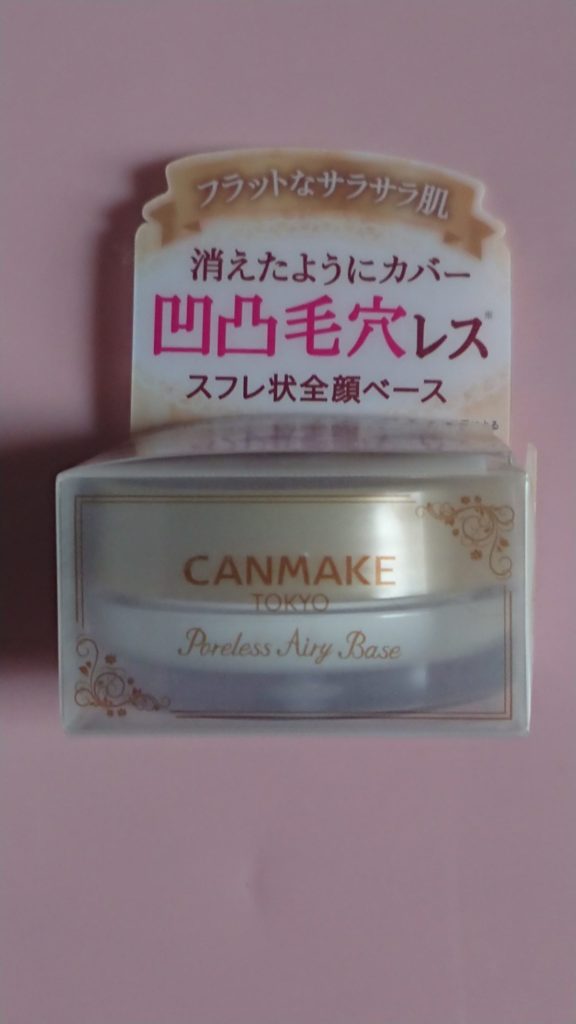 フラットなサラサラ肌
消えたようにカバー
凹凸毛穴レス※
スフレ状全顔ベース
CANMAKE
TOKYO
Poreless Airy Base